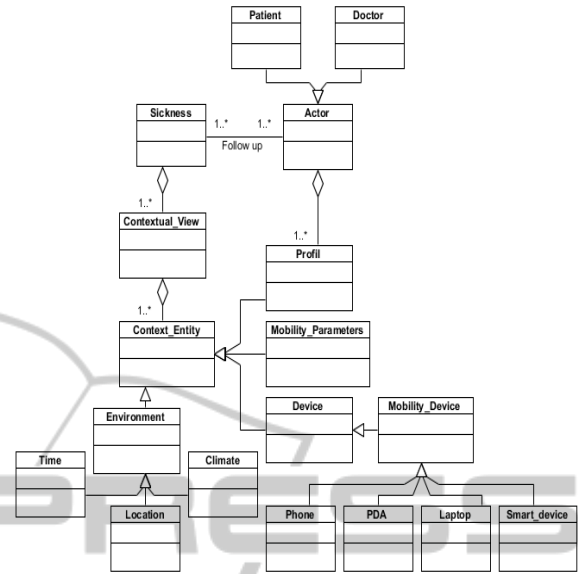 Patient Doctor
Sickness Actor
1..* 1..*
Follow up
1..*
Contextual_View
1..*
Profil
1..*
Context_Entity Mobility_Parameters
Device Mobility_Device
Environment
Time Climate
Location Phone PDA Laptop Smart_device